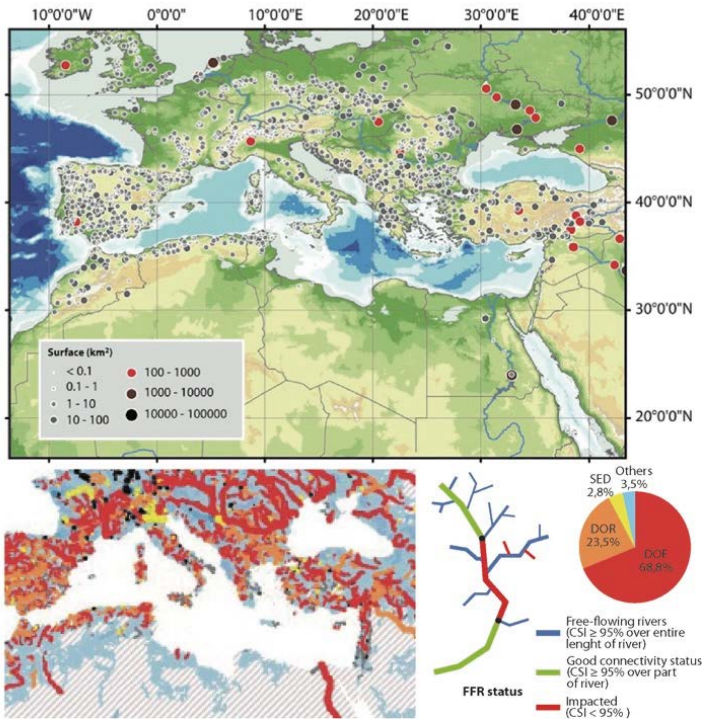 10°0'0"W 0°0'0" 10°0'0"E 20°0'0"E 30°0'0"E 40°0'0"E
50°0'0"N
40°0'0"N
30°0'0"N
20°0'0"N
Surface (km²)
< 0.1
0.1 - 1
1 - 10
10 - 100
100 - 1000
1000 - 10000
10000 - 100000
Others
3,5%
SED
2,8%
DOR
23,5%
DOF
68,8%
FFR status
Free-flowing rivers
(CSI ≥ 95% over entire
lenght of river)
Good connectivity status
(CSI ≥ 95% over part
of river)
Impacted
(CSI < 95% )